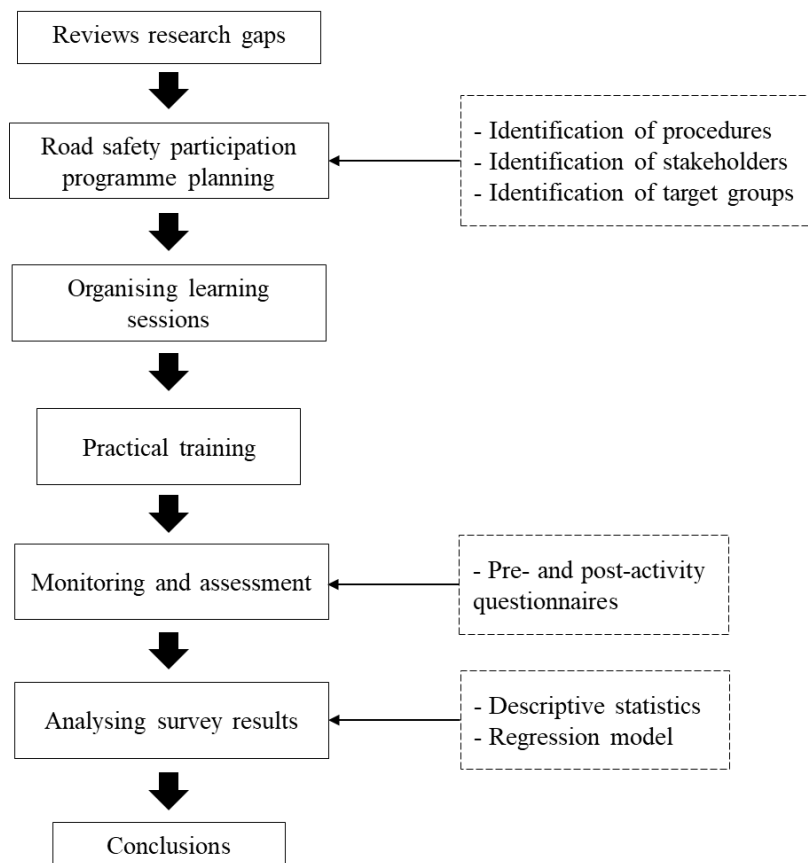 Reviews research gaps
Road safety participation
programme planning
- Identification of procedures
- Identification of stakeholders
- Identification of target groups
Organising learning
sessions
Practical training
Monitoring and assessment
- Pre- and post-activity
questionnaires
Analysing survey results
- Descriptive statistics
- Regression model
Conclusions